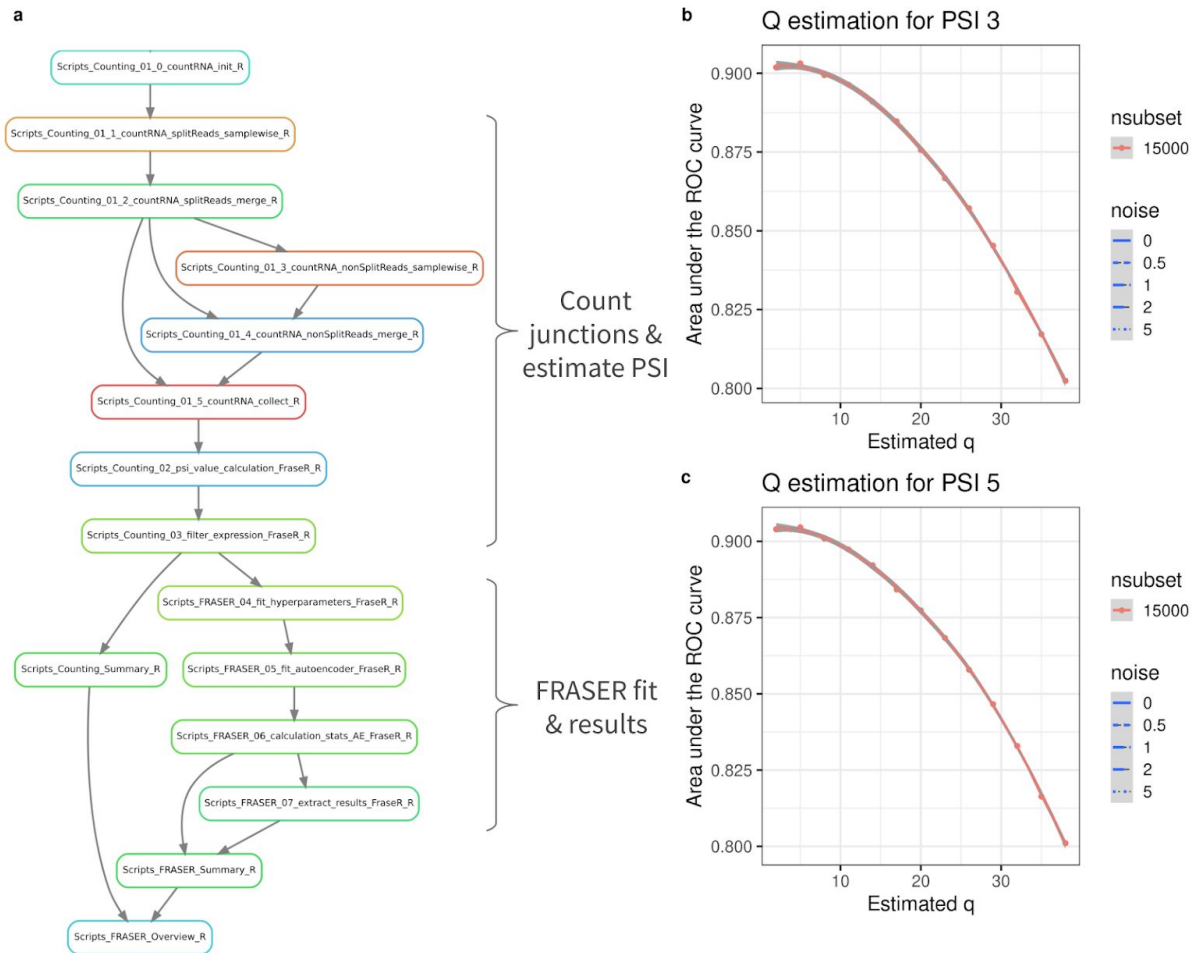 a
Scripts_Counting_01_0_countRNA_init_R
Scripts_Counting_01_1_countRNA_splitReads_samplewise_R
Scripts_Counting_01_2_countRNA_splitReads_merge_R
Scripts_Counting_01_3_countRNA_nonSplitReads_samplewise_R
Scripts_Counting_01_4_countRNA_nonSplitReads_merge_R
Scripts_Counting_01_5_countRNA_collect_R
Scripts_Counting_02_psi_value_calculation_FraseR_R
Scripts_Counting_03_filter_expression_FraseR_R
Scripts_FRASER_04_fit_hyperparameters_FraseR_R
Scripts_Counting_Summary_R
Scripts_FRASER_05_fit_autoencoder_FraseR_R
Scripts_FRASER_06_calculation_stats_AE_FraseR_R
Scripts_FRASER_07_extract_results_FraseR_R
Scripts_FRASER_Summary_R
Scripts_FRASER_Overview_R
Count
junctions &
estimate PSI
FRASER fit
& results
b
Q estimation for PSI 3
Area under the ROC curve
0.900
0.875
0.850
0.825
0.800
10
20
30
Estimated q
nsubset
15000
noise
0
0.5
1
2
5
c
Q estimation for PSI 5
Area under the ROC curve
0.900
0.875
0.850
0.825
0.800
10
20
30
Estimated q
nsubset
15000
noise
0
0.5
1
2
5